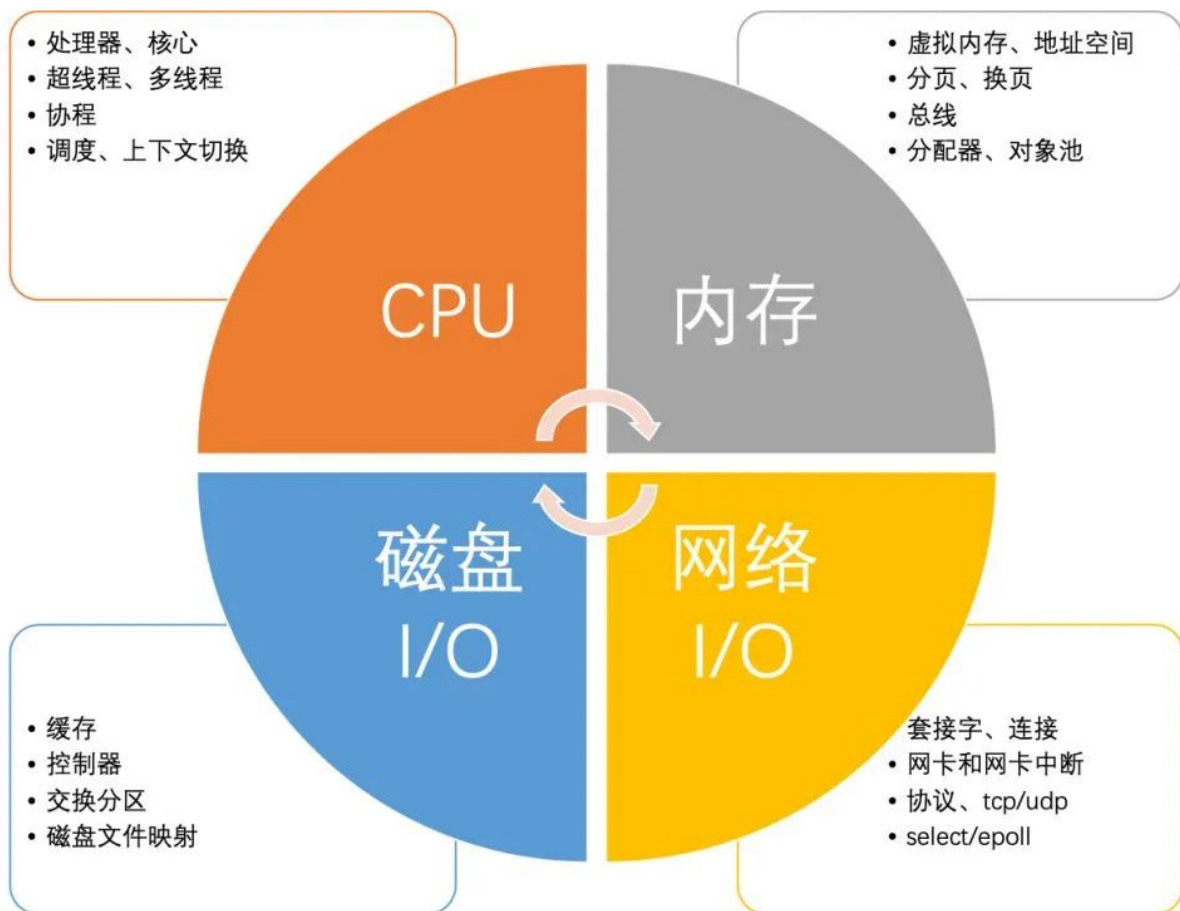 • 处理器、核心
• 超线程、多线程
• 协程
• 调度、上下文切换
• 虚拟内存、地址空间
• 分页、换页
• 总线
• 分配器、对象池
CPU
内存
磁盘
I/O
网络
I/O
• 缓存
• 控制器
• 交换分区
• 磁盘文件映射
套接字、连接
• 网卡和网卡中断
• 协议、tcp/udp
• select/epoll